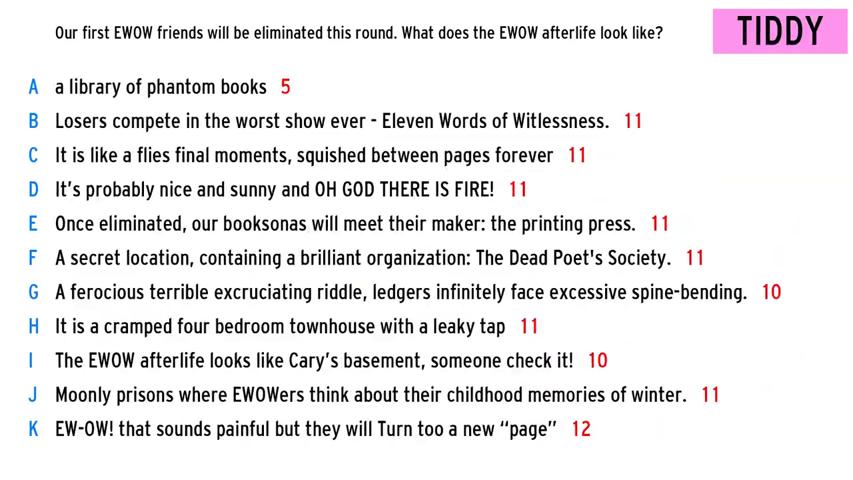 Our first EWOW friends will be eliminated this round. What does the EWOW afterlife look like?
TIDDY
A a library of phantom books 5
B Losers compete in the worst show ever - Eleven Words of Witlessness. 11
C It is like a flies final moments, squished between pages forever 11
D It's probably nice and sunny and OH GOD THERE IS FIRE! 11
E Once eliminated, our booksonas will meet their maker: the printing press. 11
F A secret location, containing a brilliant organization: The Dead Poet's Society. 11
G A ferocious terrible excruciating riddle, ledgers infinitely face excessive spine-bending. 10
H It is a cramped four bedroom townhouse with a leaky tap 11
I The EWOW afterlife looks like Cary's basement, someone check it! 10
J Moonly prisons where EWOWers think about their childhood memories of winter. 11
K EW-OW! that sounds painful but they will Turn too a new “page” 12